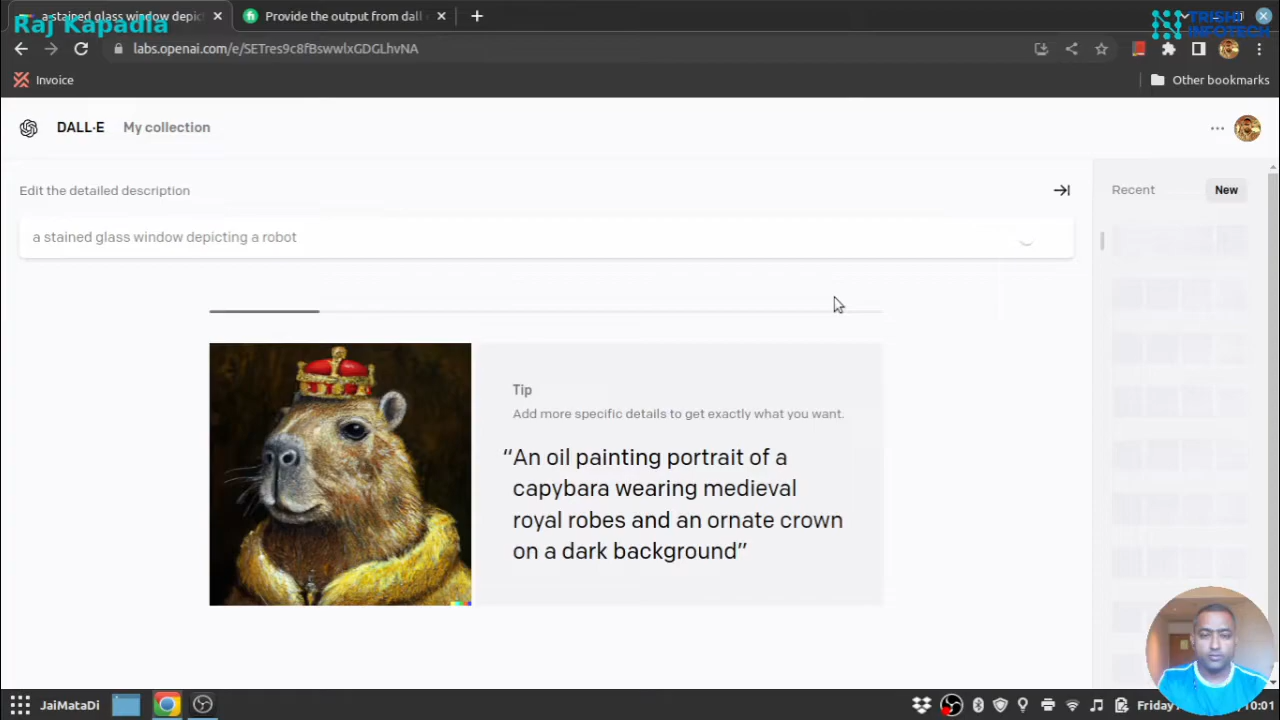 a stained glass window depic
Provide the output from dall
Raj Kapadia
TRISHI
INFOTECH
labs.openai.com/e/SETres9c8fBswwlxGDGLhvNA
Invoice
Other bookmarks
DALL·E
My collection
Edit the detailed description
Recent
New
a stained glass window depicting a robot
Tip
Add more specific details to get exactly what you want.
“An oil painting portrait of a
capybara wearing medieval
royal robes and an ornate crown
on a dark background”
JaiMataDi
Friday
10:01